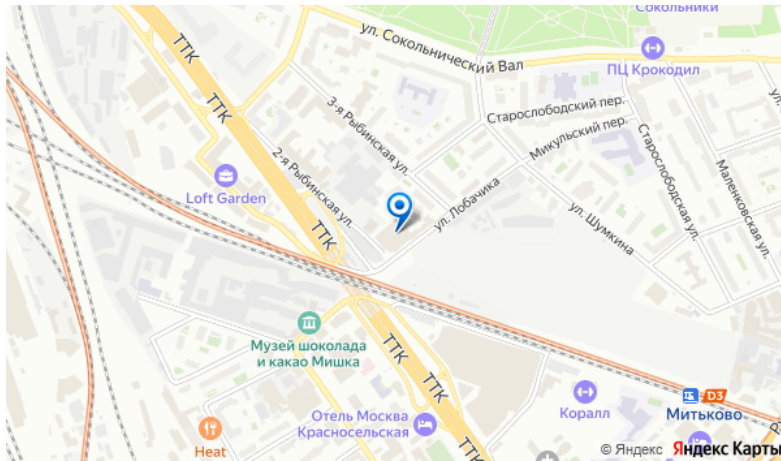 Сокольники
ТТК
ул. Сокольнический Вал
ПЦ Крокодил
ТТК
3-я Рыбинская ул.
Старослободский пер.
Микульский пер.
2-я Рыбинская ул.
Loft Garden
ул. Лобачика
ул. Шумкина
Старослободская ул.
Маленковская ул.
ТТК
Музей шоколада
и какао Мишка
ТТК
ТТК
D3
Митьково
Коралл
Отель Москва
Красносельская
Heat
ТТК
© Яндекс Яндекс Карты